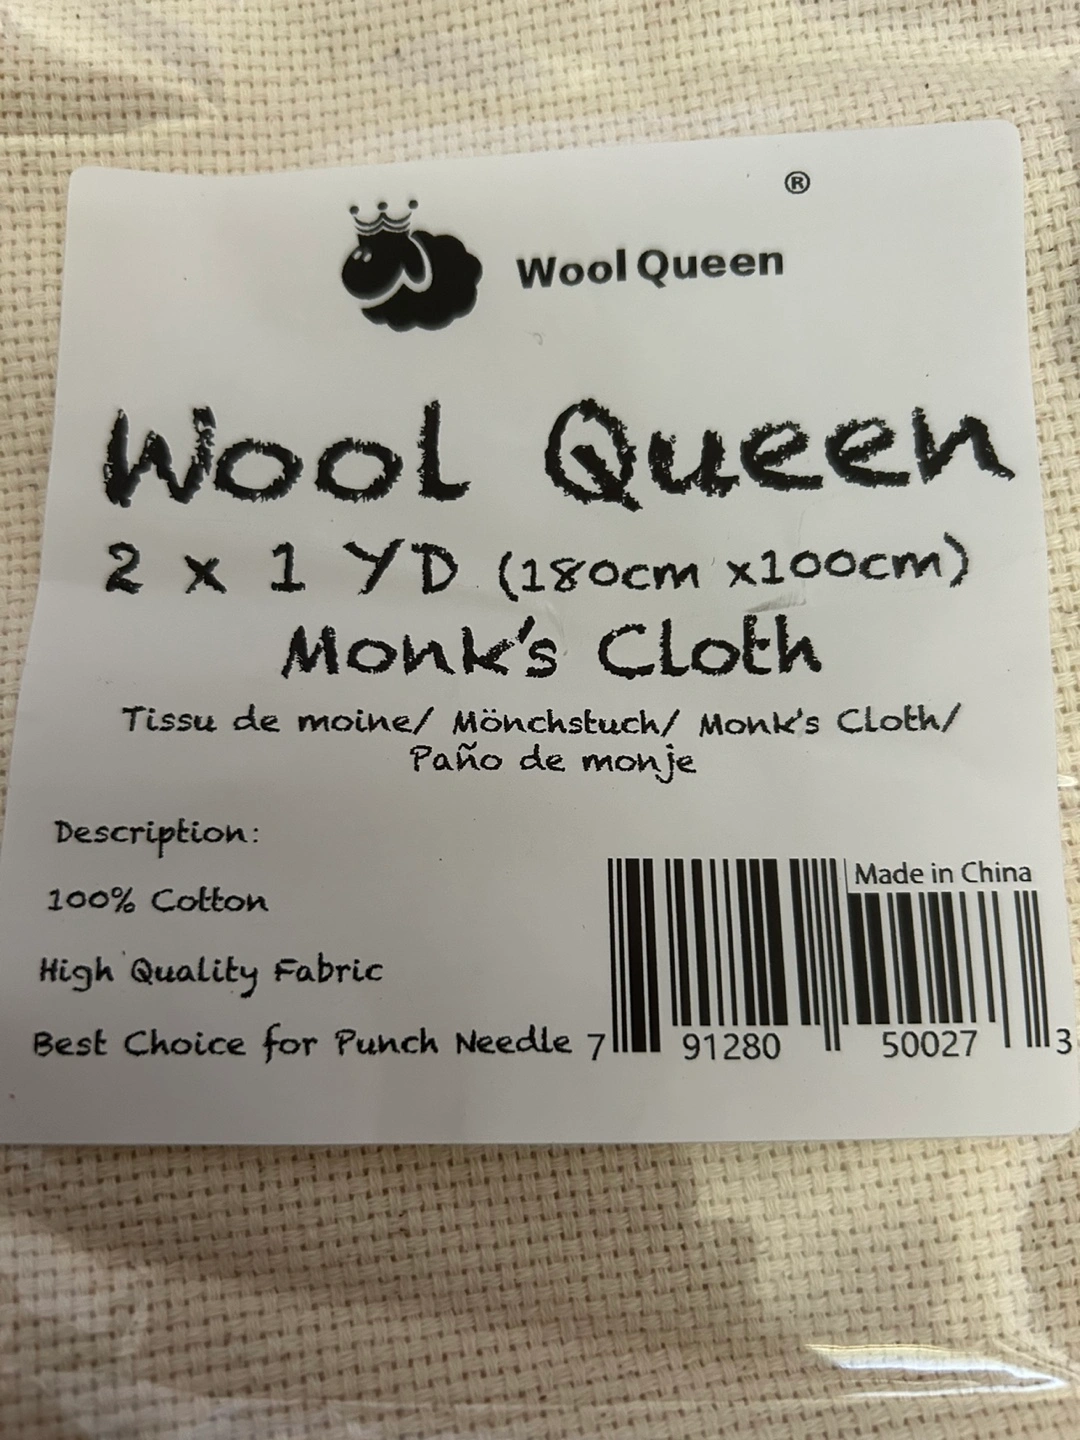 ®
Wool Queen
Wool Queen
2 x 1 YD (180cm x100cm)
Monk's Cloth
Tissu de moine/ Mönchstuch/ Monk's Cloth/
Paño de monje
Description:
100% Cotton
High Quality Fabric
Best Choice for Punch Needle
Made in China
7 91280 50027 3